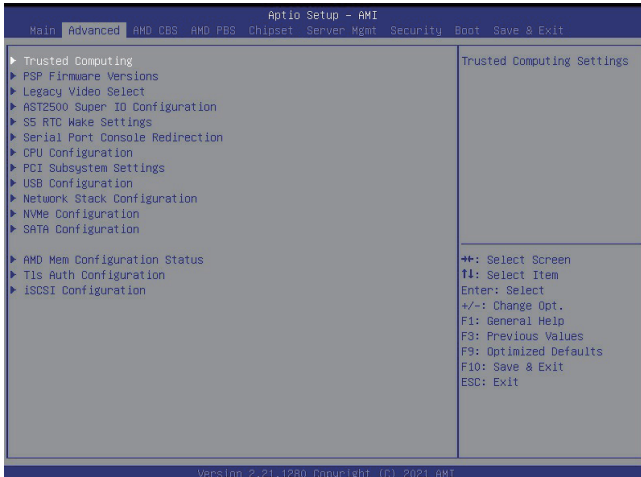 Aptio Setup – AMI
Main Advanced AMD CBS AMD PBS Chipset Server Mgmt Security Boot Save & Exit
Trusted Computing
PSP Firmware Versions
Legacy Video Select
AST2500 Super IO Configuration
S5 RTC Wake Settings
Serial Port Console Redirection
CPU Configuration
PCI Subsystem Settings
USB Configuration
Network Stack Configuration
NVMe Configuration
SATA Configuration
AMD Mem Configuration Status
Tls Auth Configuration
iSCSI Configuration
Trusted Computing Settings
→←: Select Screen
↑↓: Select Item
Enter: Select
+/-: Change Opt.
F1: General Help
F3: Previous Values
F9: Optimized Defaults
F10: Save & Exit
ESC: Exit
Version 2.21.1280 Copyright (C) 2021 AMI